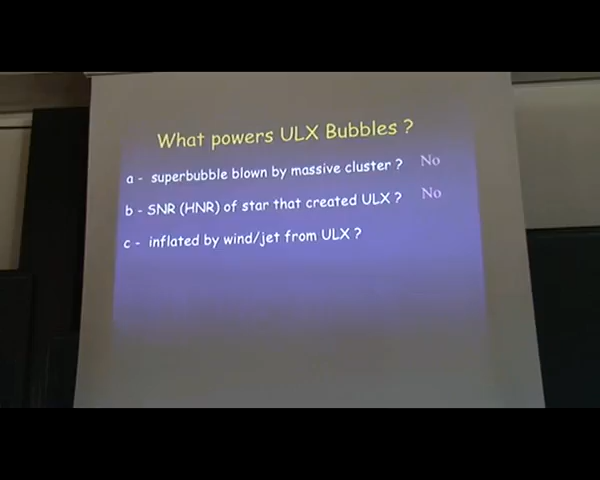 What powers ULX Bubbles ?
a - superbubble blown by massive cluster ? No
b - SNR (HNR) of star that created ULX ? No
c - inflated by wind/jet from ULX ?